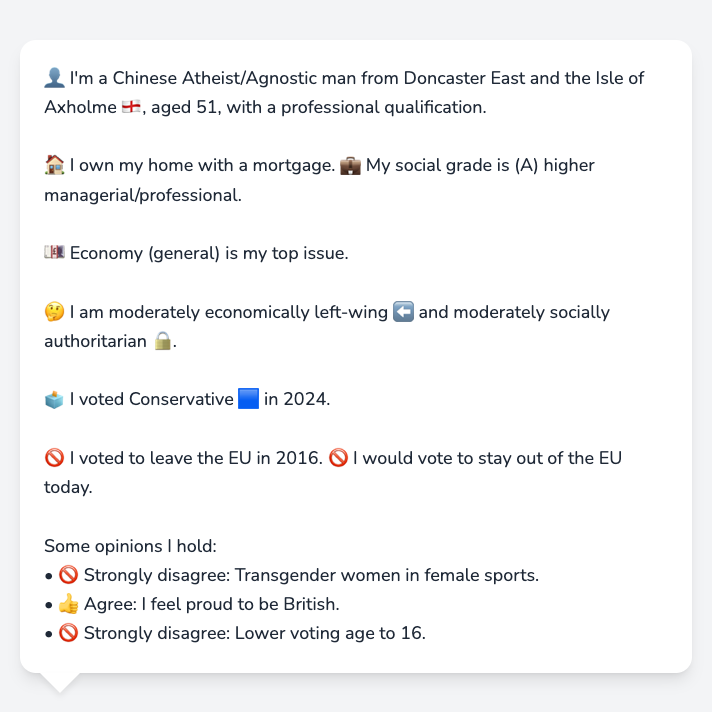 👤 I'm a Chinese Atheist/Agnostic man from Doncaster East and the Isle of
Axholme 🏴󠁧󠁢󠁥󠁮󠁧󠁿, aged 51, with a professional qualification.
🏠 I own my home with a mortgage. 💼 My social grade is (A) higher
managerial/professional.
💷 Economy (general) is my top issue.
🤔 I am moderately economically left-wing ⬅️ and moderately socially
authoritarian 🔒.
🗳️ I voted Conservative 🟦 in 2024.
🚫 I voted to leave the EU in 2016. 🚫 I would vote to stay out of the EU
today.
Some opinions I hold:
• 🚫 Strongly disagree: Transgender women in female sports.
• 👍 Agree: I feel proud to be British.
• 🚫 Strongly disagree: Lower voting age to 16.